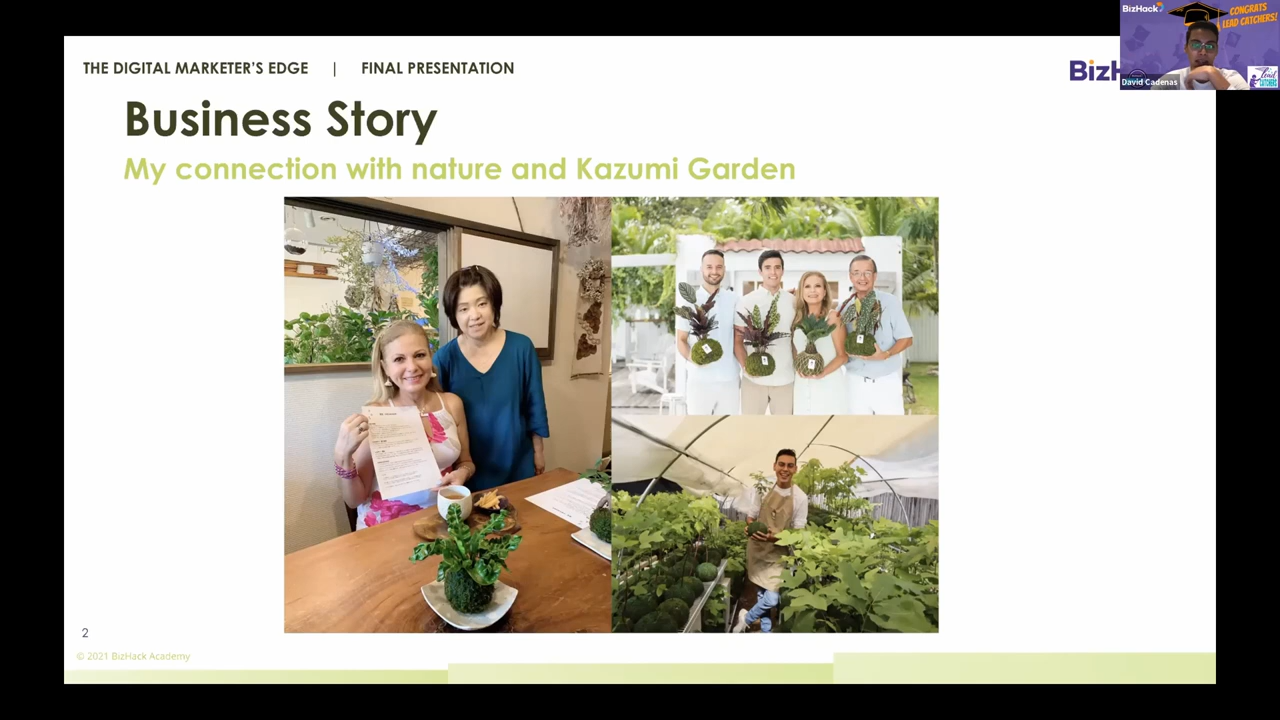 THE DIGITAL MARKETER'S EDGE | FINAL PRESENTATION
BizH
Business Story
My connection with nature and Kazumi Garden
2
© 2021 BizHack Academy
BizHack
CONGRATS
LEAD CATCHERS!
David Cadenas